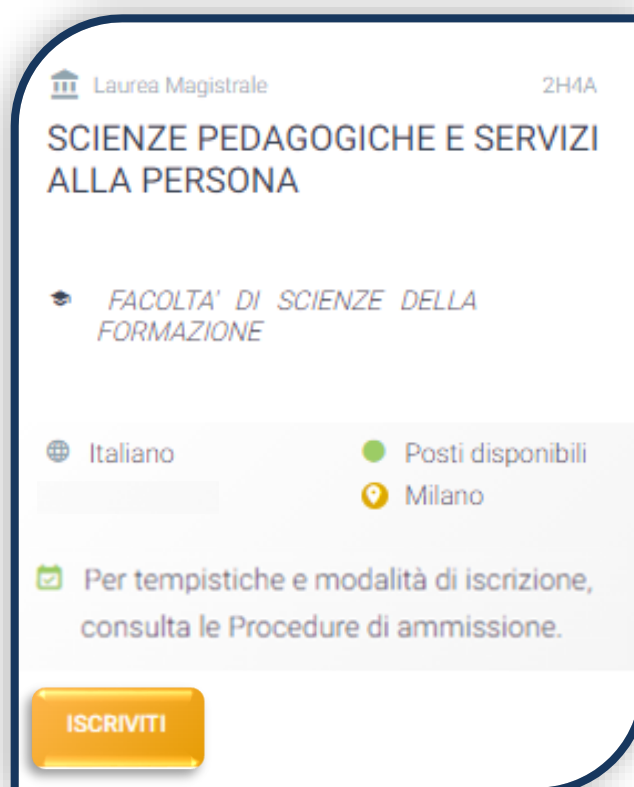 Laurea Magistrale 2H4A
SCIENZE PEDAGOGICHE E SERVIZI
ALLA PERSONA
FACOLTA' DI SCIENZE DELLA
FORMAZIONE
Italiano Posti disponibili
Milano
Per tempistiche e modalità di iscrizione,
consulta le Procedure di ammissione.
ISCRIVITI